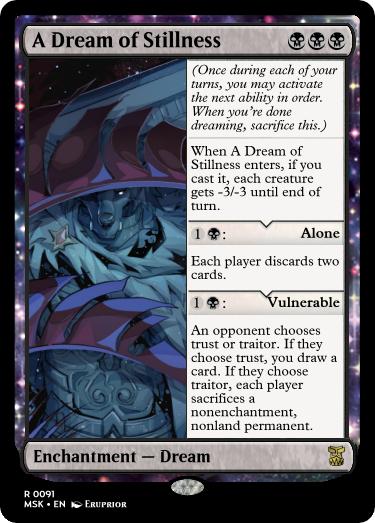 A Dream of Stillness
(Once during each of your
turns, you may activate
the next ability in order.
When you're done
dreaming, sacrifice this.)
When A Dream of
Stillness enters, if you
cast it, each creature
gets -3/-3 until end of
turn.
1 : Alone
Each player discards two
cards.
1 : Vulnerable
An opponent chooses
trust or traitor. If they
choose trust, you draw a
card. If they choose
traitor, each player
sacrifices a
nonenchantment,
nonland permanent.
Enchantment — Dream
R 0091
MSK • EN Eruprior